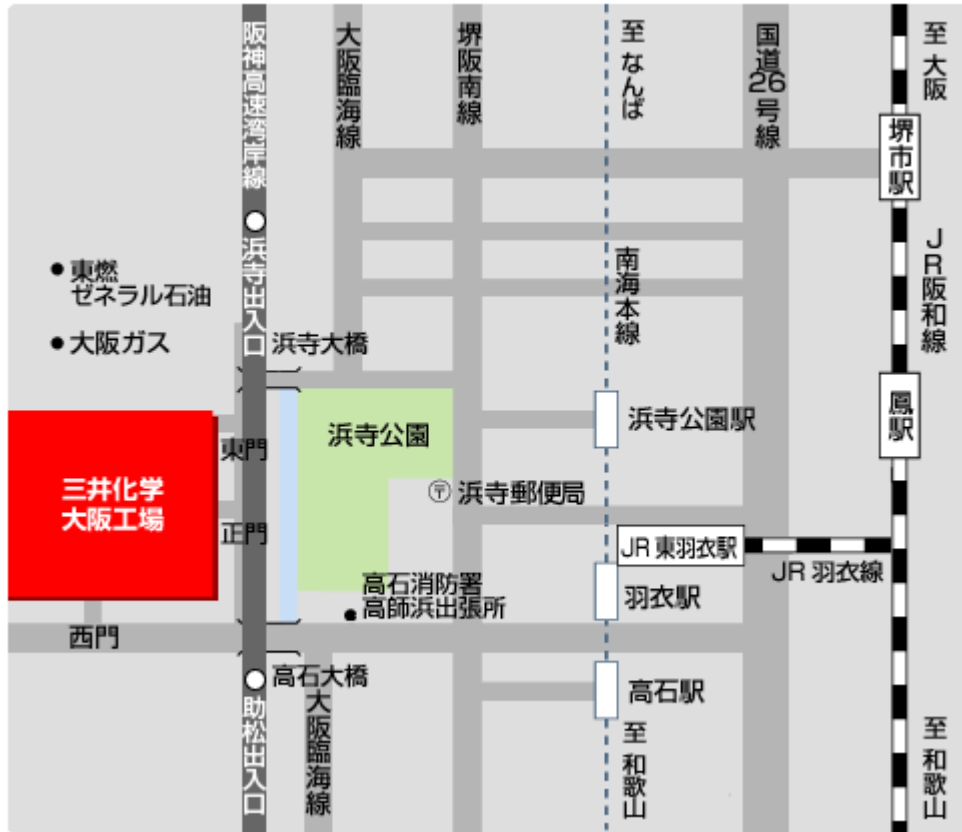 阪神高速湾岸線
大阪臨海線
堺阪南線
至 なんば
国道26号線
至 大阪
堺市駅
浜寺出入口
南海本線
JR阪和線
東燃
ゼネラル石油
大阪ガス
浜寺大橋
鳳駅
浜寺公園
浜寺公園駅
東門
三井化学
大阪工場
〒 浜寺郵便局
正門
JR 東羽衣駅
JR 羽衣線
高石消防署
高師浜出張所
羽衣駅
西門
高石大橋
高石駅
助松出入口
大阪臨海線
至 和歌山
至 和歌山